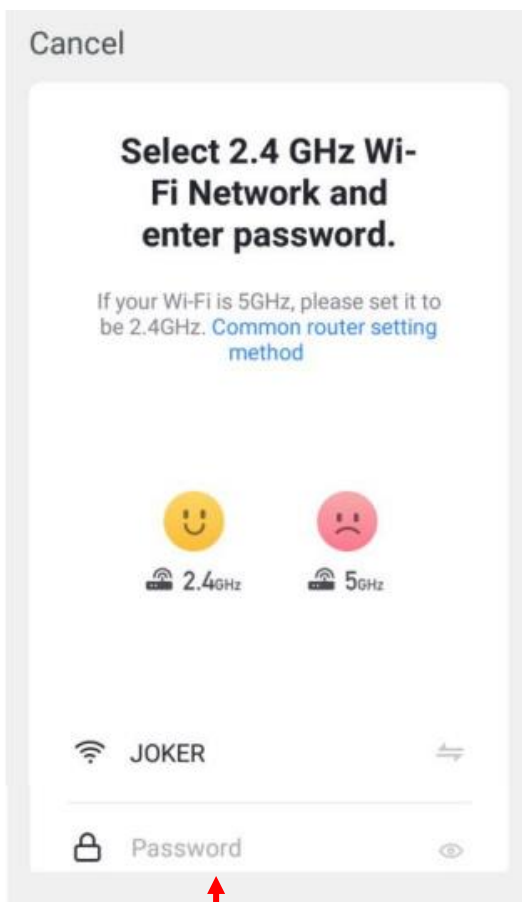 Cancel
Select 2.4 GHz Wi-
Fi Network and
enter password.
If your Wi-Fi is 5GHz, please set it to
be 2.4GHz. Common router setting
method
2.4GHz 5GHz
JOKER
Password